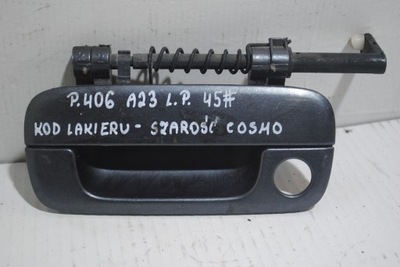 P.406 A23 L.P. 45#
KOD LAKIERU - SZAROŚĆ COSMO